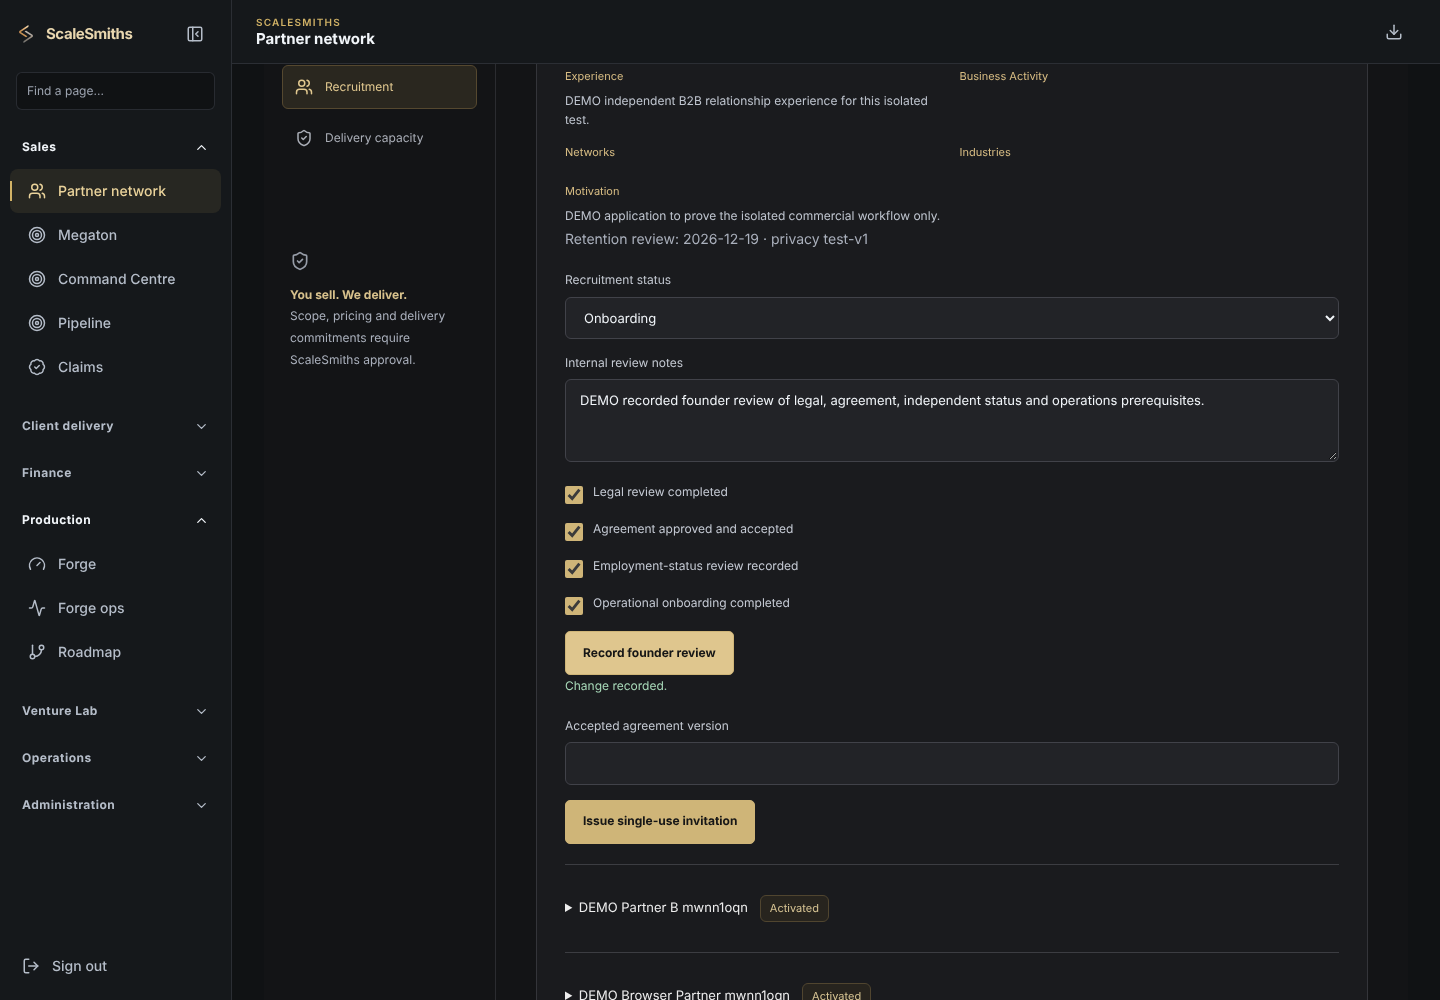 ScaleSmiths
Find a page...
Sales
Partner network
Megaton
Command Centre
Pipeline
Claims
Client delivery
Finance
Production
Forge
Forge ops
Roadmap
Venture Lab
Operations
Administration
Sign out
SCALESMITHS
Partner network
Recruitment
Delivery capacity
You sell. We deliver.
Scope, pricing and delivery
commitments require
ScaleSmiths approval.
Experience
DEMO independent B2B relationship experience for this isolated
test.
Business Activity
Networks
Industries
Motivation
DEMO application to prove the isolated commercial workflow only.
Retention review: 2026-12-19 · privacy test-v1
Recruitment status
Onboarding
Internal review notes
DEMO recorded founder review of legal, agreement, independent status and operations prerequisites.
Legal review completed
Agreement approved and accepted
Employment-status review recorded
Operational onboarding completed
Record founder review
Change recorded.
Accepted agreement version
Issue single-use invitation
DEMO Partner B mwnn1oqn Activated
DEMO Browser Partner mwnn1oqn Activated